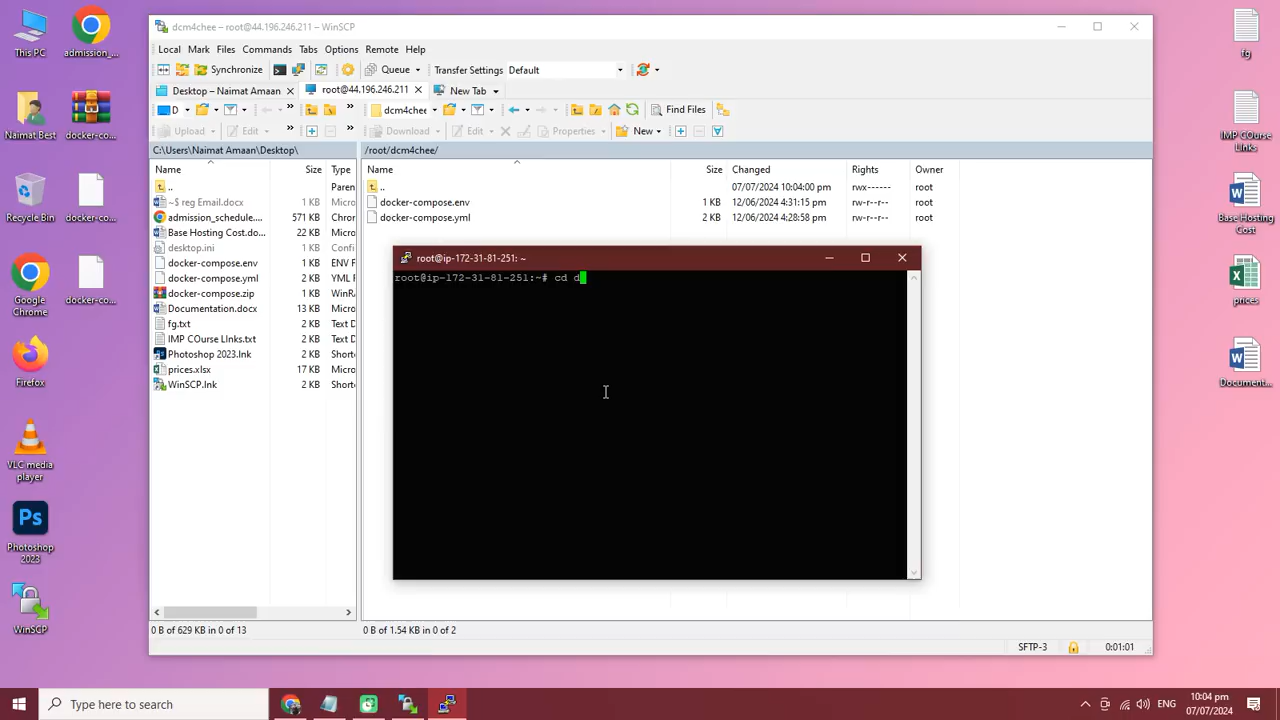 This PC
admission_...
Naimat Best
docker-co...
Recycle Bin
docker-co...
Google
Chrome
docker-co...
Firefox
VLC media
player
Photoshop
2023
WinSCP
fg
IMP COurse
LInks
Base Hosting
Cost
prices
Document...
dcm4chee – root@44.196.246.211 – WinSCP
Local Mark Files Commands Tabs Options Remote Help
Synchronize Queue Transfer Settings Default
Desktop – Naimat Amaan root@44.196.246.211 New Tab
D dcm4chee Find Files
Upload Edit Download Edit Properties New
C:\Users\Naimat Amaan\Desktop\ /root/dcm4chee/
Name Size Type Name Size Changed Rights Owner
.. Paren .. 07/07/2024 10:04:00 pm rwx------ root
~$ reg Email.docx 1 KB Micro docker-compose.env 1 KB 12/06/2024 4:31:15 pm rw-r--r-- root
admission_schedule.... 571 KB Chror docker-compose.yml 2 KB 12/06/2024 4:28:58 pm rw-r--r-- root
Base Hosting Cost.do... 22 KB Micro
desktop.ini 1 KB Confi
docker-compose.env 1 KB ENV F
docker-compose.yml 2 KB YML F
docker-compose.zip 1 KB WinRA
Documentation.docx 13 KB Micro
fg.txt 2 KB Text D
IMP COurse LInks.txt 2 KB Text D
Photoshop 2023.lnk 2 KB Shorto
prices.xlsx 17 KB Micro
WinSCP.lnk 2 KB Shorto
root@ip-172-31-81-251: ~
root@ip-172-31-81-251:~# cd d
0 B of 629 KB in 0 of 13 0 B of 1.54 KB in 0 of 2
SFTP-3 0:01:01
Type here to search ENG 10:04 pm
07/07/2024